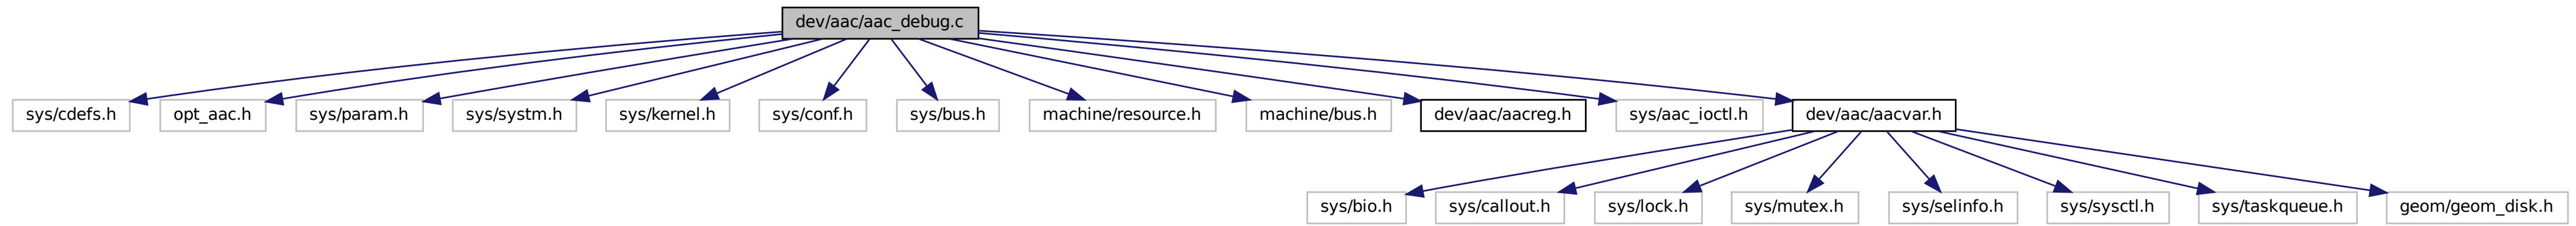 dev/aac/aac_debug.c
sys/cdefs.h
opt_aac.h
sys/param.h
sys/systm.h
sys/kernel.h
sys/conf.h
sys/bus.h
machine/resource.h
machine/bus.h
dev/aac/aacreg.h
sys/aac_ioctl.h
dev/aac/aacvar.h
sys/bio.h
sys/callout.h
sys/lock.h
sys/mutex.h
sys/selinfo.h
sys/sysctl.h
sys/taskqueue.h
geom/geom_disk.h